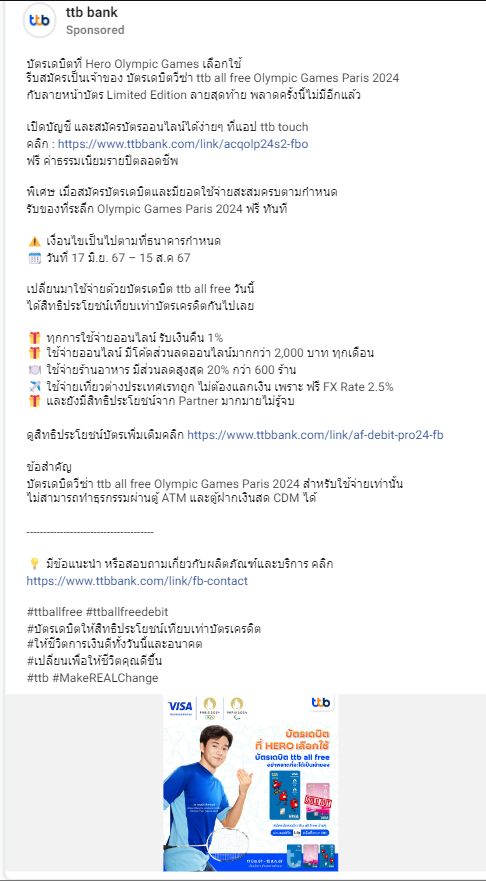 ttb
ttb bank
Sponsored
บัตรเดบิตที่ Hero Olympic Games เลือกใช้
รีบสมัครเป็นเจ้าของ บัตรเดบิตวีซ่า ttb all free Olympic Games Paris 2024
กับลายหน้าบัตร Limited Edition ลายสุดท้าย พลาดครั้งนี้ไม่มีอีกแล้ว
เปิดบัญชี และสมัครบัตรออนไลน์ได้ง่ายๆ ที่แอป ttb touch
คลิก : https://www.ttbbank.com/link/acqolp24s2-fbo
ฟรี ค่าธรรมเนียมรายปีตลอดชีพ
พิเศษ เมื่อสมัครบัตรเดบิตและมียอดใช้จ่ายสะสมครบตามกำหนด
รับของที่ระลึก Olympic Games Paris 2024 ฟรี ทันที
⚠️ เงื่อนไขเป็นไปตามที่ธนาคารกำหนด
🗓️ วันที่ 17 มิ.ย. 67 – 15 ส.ค 67
เปลี่ยนมาใช้จ่ายด้วยบัตรเดบิต ttb all free วันนี้
ได้สิทธิประโยชน์เทียบเท่าบัตรเครดิตกันไปเลย
🎁 ทุกการใช้จ่ายออนไลน์ รับเงินคืน 1%
🎁 ใช้จ่ายออนไลน์ มีโค้ดส่วนลดออนไลน์มากกว่า 2,000 บาท ทุกเดือน
🍽️ ใช้จ่ายร้านอาหาร มีส่วนลดสูงสุด 20% กว่า 600 ร้าน
✈️ ใช้จ่ายเที่ยวต่างประเทศเรทถูก ไม่ต้องแลกเงิน เพราะ ฟรี FX Rate 2.5%
🎁 และยังมีสิทธิประโยชน์จาก Partner มากมายไม่รู้จบ
ดูสิทธิประโยชน์บัตรเพิ่มเติมคลิก https://www.ttbbank.com/link/af-debit-pro24-fb
ข้อสำคัญ
บัตรเดบิตวีซ่า ttb all free Olympic Games Paris 2024 สำหรับใช้จ่ายเท่านั้น
ไม่สามารถทำธุรกรรมผ่านตู้ ATM และตู้ฝากเงินสด CDM ได้
--------------------------------------
💡 มีข้อแนะนำ หรือสอบถามเกี่ยวกับผลิตภัณฑ์และบริการ คลิก
https://www.ttbbank.com/link/fb-contact
#ttballfree #ttballfreedebit
#บัตรเดบิตให้สิทธิประโยชน์เทียบเท่าบัตรเครดิต
#ให้ชีวิตการเงินดีทั้งวันนี้และอนาคต
#เปลี่ยนเพื่อให้ชีวิตคุณดีขึ้น
#ttb #MakeREALChange
VISA
ttb
บัตรเดบิต
ที่ HERO เลือกใช้
บัตรเดบิต ttb all free
VISA